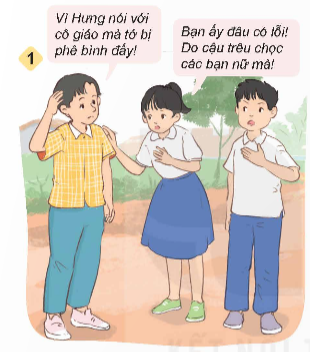 Vì Hưng nói với
cô giáo mà tớ bị
phê bình đấy!
Bạn ấy đâu có lỗi!
Do cậu trêu chọc
các bạn nữ mà!
1